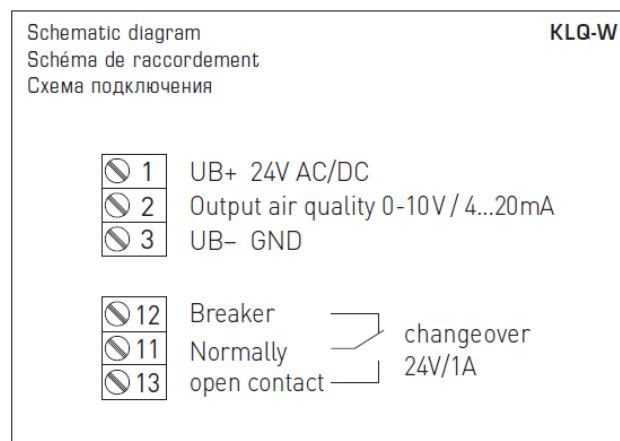 Schematic diagram KLQ-W
Schéma de raccordement
Схема подключения
1 UB+ 24V AC/DC
2 Output air quality 0-10V / 4...20mA
3 UB– GND
12 Breaker
changeover
11 Normally
24V/1A
13 open contact